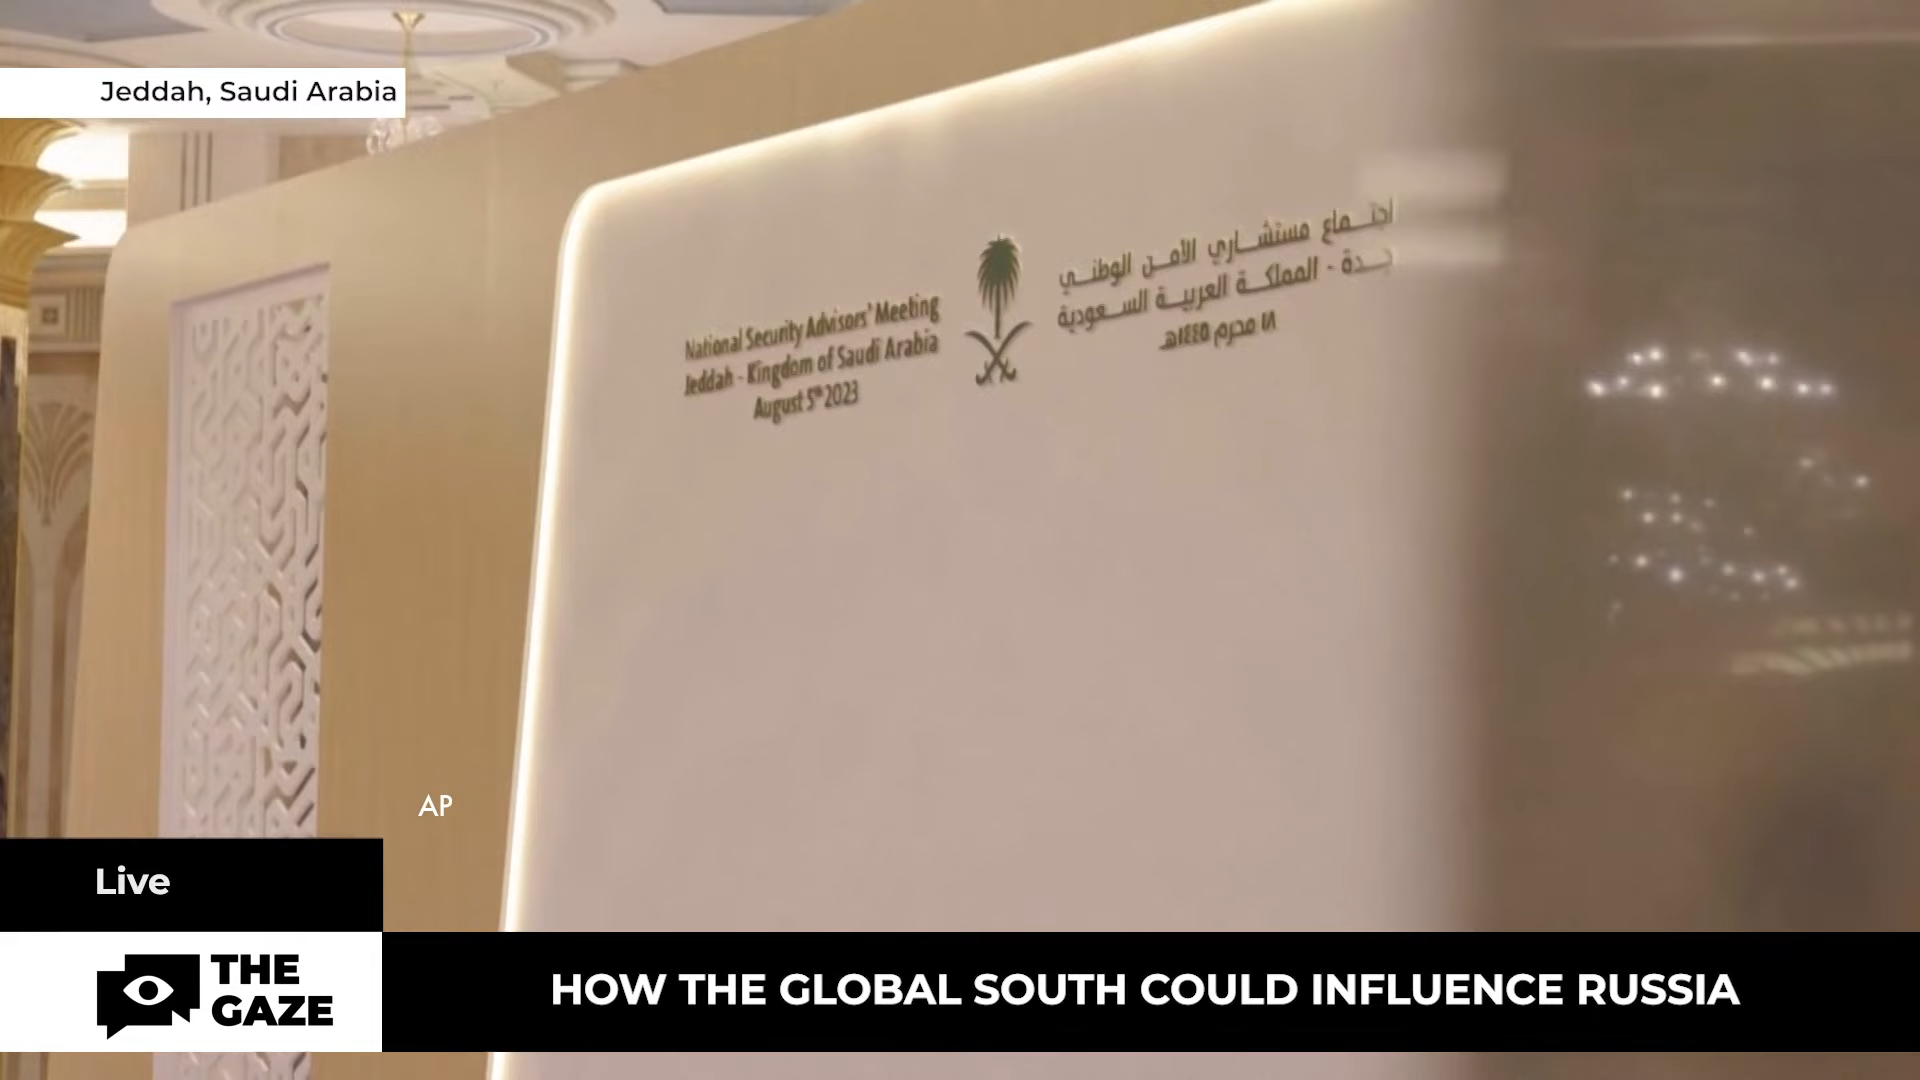 Jeddah, Saudi Arabia
National Security Advisors' Meeting
Jeddah - Kingdom of Saudi Arabia
August 5th 2023
اجتماع مستشاري الأمن الوطني
جدة - المملكة العربية السعودية
١٨ محرم ١٤٤٥هـ
AP
Live
THE
GAZE
HOW THE GLOBAL SOUTH COULD INFLUENCE RUSSIA